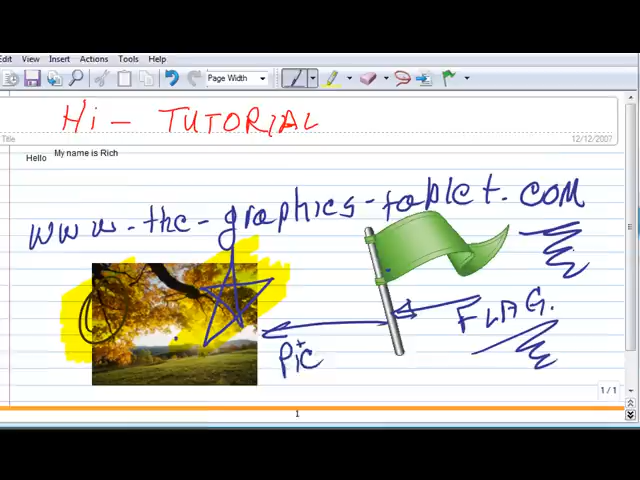 Edit View Insert Actions Tools Help
Page Width
Hi - TUTORIAL
Title 12/12/2007
Hello My name is Rich
www.the-graphics-tablet.com
FLAG.
Pic
1 / 1
1